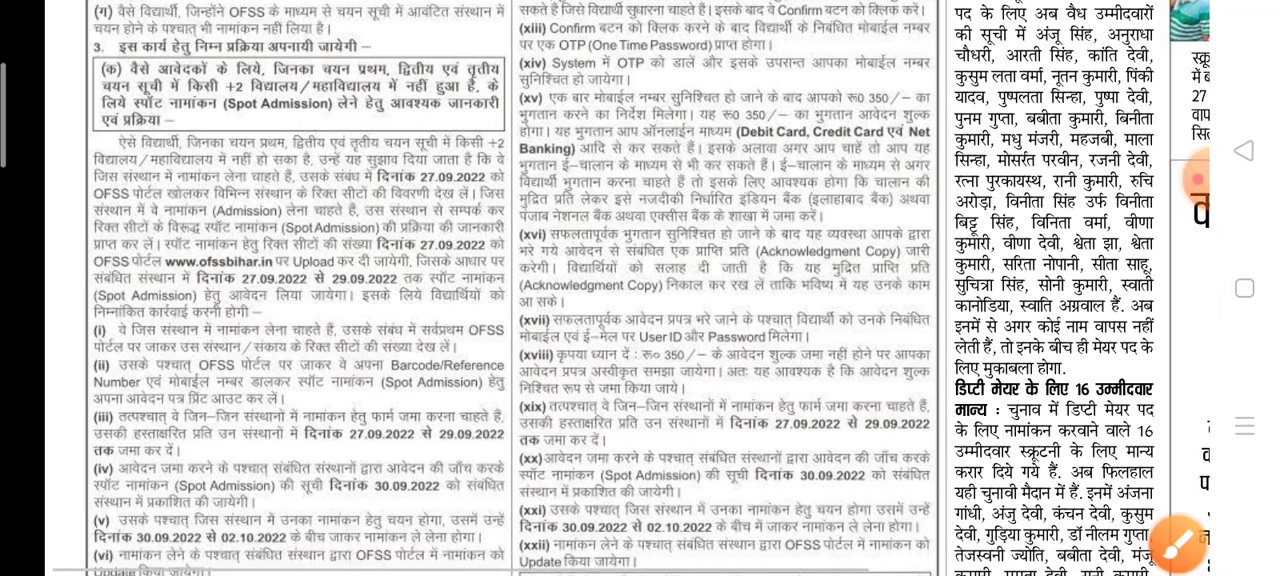 (ग) वैसे विद्यार्थी, जिन्होंने OFSS के माध्यम से चयन सूची में आवंटित संस्थान में
चयन होने के पश्चात् भी नामांकन नहीं लिया है।
3. इस कार्य हेतु निम्न प्रक्रिया अपनायी जायेगी –
(क) वैसे आवेदकों के लिये, जिनका चयन प्रथम, द्वितीय एवं तृतीय
चयन सूची में किसी +2 विद्यालय/महाविद्यालय में नहीं हुआ है, के
लिये स्पॉट नामांकन (Spot Admission) लेने हेतु आवश्यक जानकारी
एवं प्रक्रिया –
ऐसे विद्यार्थी, जिनका चयन प्रथम, द्वितीय एवं तृतीय चयन सूची में किसी +2
विद्यालय/महाविद्यालय में नहीं हो सका है, उन्हें यह सुझाव दिया जाता है कि वे
जिस संस्थान में नामांकन लेना चाहते हैं, उसके संबंध में दिनांक 27.09.2022 को
OFSS पोर्टल खोलकर विभिन्न संस्थान के रिक्त सीटों की विवरणी देख लें। जिस
संस्थान में वे नामांकन (Admission) लेना चाहते हैं, उस संस्थान से सम्पर्क कर
रिक्त सीटों के विरूद्ध स्पॉट नामांकन (Spot Admission) की प्रक्रिया की जानकारी
प्राप्त कर लें। स्पॉट नामांकन हेतु रिक्त सीटों की संख्या दिनांक 27.09.2022 को
OFSS पोर्टल www.ofssbihar.in पर Upload कर दी जायेगी, जिसके आधार पर
संबंधित संस्थान में दिनांक 27.09.2022 से 29.09.2022 तक स्पॉट नामांकन
(Spot Admission) हेतु आवेदन लिया जायेगा। इसके लिये विद्यार्थियों को
निम्नांकित कार्रवाई करनी होगी –
(i) वे जिस संस्थान में नामांकन लेना चाहते हैं, उसके संबंध में सर्वप्रथम OFSS
पोर्टल पर जाकर उस संस्थान/संकाय के रिक्त सीटों की संख्या देख लें।
(ii) उसके पश्चात् OFSS पोर्टल पर जाकर वे अपना Barcode/Reference
Number एवं मोबाईल नम्बर डालकर स्पॉट नामांकन (Spot Admission) हेतु
अपना आवेदन पत्र प्रिंट आउट कर लें।
(iii) तत्पश्चात् वे जिन-जिन संस्थानों में नामांकन हेतु फार्म जमा करना चाहते हैं,
उसकी हस्ताक्षरित प्रति उन संस्थानों में दिनांक 27.09.2022 से 29.09.2022
तक जमा कर दें।
(iv) आवेदन जमा करने के पश्चात् संबंधित संस्थानों द्वारा आवेदन की जाँच करके
स्पॉट नामांकन (Spot Admission) की सूची दिनांक 30.09.2022 को संबंधित
संस्थान में प्रकाशित की जायेगी।
(v) उसके पश्चात् जिस संस्थान में उनका नामांकन हेतु चयन होगा, उसमें उन्हें
दिनांक 30.09.2022 से 02.10.2022 के बीच जाकर नामांकन ले लेना होगा।
(vi) नामांकन लेने के पश्चात् संबंधित संस्थान द्वारा OFSS पोर्टल में नामांकन को
Update किया जायेगा।
सकते है जिसे विद्यार्थी सुधारना चाहते है। इसके बाद वे Confirm बटन को क्लिक करें।
(xiii) Confirm बटन को क्लिक करने के बाद विद्यार्थी के निबंधित मोबाईल नम्बर
पर एक OTP (One Time Password) प्राप्त होगा।
(xiv) System में OTP को डालें और इसके उपरान्त आपका मोबाईल नम्बर
सुनिश्चित हो जायेगा।
(xv) एक बार मोबाईल नम्बर सुनिश्चित हो जाने के बाद आपको रू0 350/– का
भुगतान करने का निर्देश मिलेगा। यह रू0 350/– का भुगतान आवेदन शुल्क
होगा। यह भुगतान आप ऑनलाईन माध्यम (Debit Card, Credit Card एवं Net
Banking) आदि से कर सकते हैं। इसके अलावा अगर आप चाहें तो आप यह
भुगतान ई-चालान के माध्यम से भी कर सकते हैं। ई-चालान के माध्यम से अगर
विद्यार्थी भुगतान करना चाहते हैं तो इसके लिए आवश्यक होगा कि चालान की
मुद्रित प्रति लेकर इसे नजदीकी निर्धारित इंडियन बैंक (इलाहाबाद बैंक) अथवा
पंजाब नेशनल बैंक अथवा एक्सीस बैंक के शाखा में जमा करें।
(xvi) सफलतापूर्वक भुगतान सुनिश्चित हो जाने के बाद यह व्यवस्था आपके द्वारा
भरे गये आवेदन से संबंधित एक प्राप्ति प्रति (Acknowledgment Copy) जारी
करेगी। विद्यार्थियों को सलाह दी जाती है कि यह मुद्रित प्राप्ति प्रति
(Acknowledgment Copy) निकाल कर रख लें ताकि भविष्य में यह उनके काम
आ सके।
(xvii) सफलतापूर्वक आवेदन प्रपत्र भरे जाने के पश्चात् विद्यार्थी को उनके निबंधित
मोबाईल एवं ई-मेल पर User ID और Password मिलेगा।
(xviii) कृपया ध्यान दें : रू० 350/– के आवेदन शुल्क जमा नहीं होने पर आपका
आवेदन प्रपत्र अस्वीकृत समझा जायेगा। अतः यह आवश्यक है कि आवेदन शुल्क
निश्चित रूप से जमा किया जाये।
(xix) तत्पश्चात् वे जिन-जिन संस्थानों में नामांकन हेतु फार्म जमा करना चाहते हैं,
उसकी हस्ताक्षरित प्रति उन संस्थानों में दिनांक 27.09.2022 से 29.09.2022
तक जमा कर दें।
(xx) आवेदन जमा करने के पश्चात् संबंधित संस्थानों द्वारा आवेदन की जाँच करके
स्पॉट नामांकन (Spot Admission) की सूची दिनांक 30.09.2022 को संबंधित
संस्थान में प्रकाशित की जायेगी।
(xxi) उसके पश्चात् जिस संस्थान में उनका नामांकन हेतु चयन होगा उसमें उन्हें
दिनांक 30.09.2022 से 02.10.2022 के बीच में जाकर नामांकन ले लेना होगा।
(xxii) नामांकन लेने के पश्चात् संबंधित संस्थान द्वारा OFSS पोर्टल में नामांकन को
Update किया जायेगा।
पद के लिए अब वैध उम्मीदवारों
की सूची में अंजू सिंह, अनुराधा
चौधरी, आरती सिंह, कांति देवी,
कुसुम लता वर्मा, नूतन कुमारी, पिंकी
यादव, पुष्पलता सिन्हा, पुष्पा देवी,
पुनम गुप्ता, बबीता कुमारी, बिनीता
कुमारी, मधु मंजरी, महजबी, माला
सिन्हा, मोसर्रत परवीन, रजनी देवी,
रत्ना पुरकायस्थ, रानी कुमारी, रुचि
अरोड़ा, विनीता सिंह उर्फ विनीता
बिट्टू सिंह, विनिता वर्मा, वीणा
कुमारी, वीणा देवी, श्वेता झा, श्वेता
कुमारी, सरिता नोपानी, सीता साहू,
सुचित्रा सिंह, सोनी कुमारी, स्वाती
कानोडिया, स्वाति अग्रवाल हैं. अब
इनमें से अगर कोई नाम वापस नहीं
लेती हैं, तो इनके बीच ही मेयर पद के
लिए मुकाबला होगा.
डिप्टी मेयर के लिए 16 उम्मीदवार
मान्य : चुनाव में डिप्टी मेयर पद
के लिए नामांकन करवाने वाले 16
उम्मीदवार स्क्रूटनी के लिए मान्य
करार दिये गये हैं. अब फिलहाल
यही चुनावी मैदान में हैं. इनमें अंजना
गांधी, अंजु देवी, कंचन देवी, कुसुम
देवी, गुड़िया कुमारी, डॉ नीलम गुप्ता,
तेजस्वनी ज्योति, बबीता देवी, मंजू
27